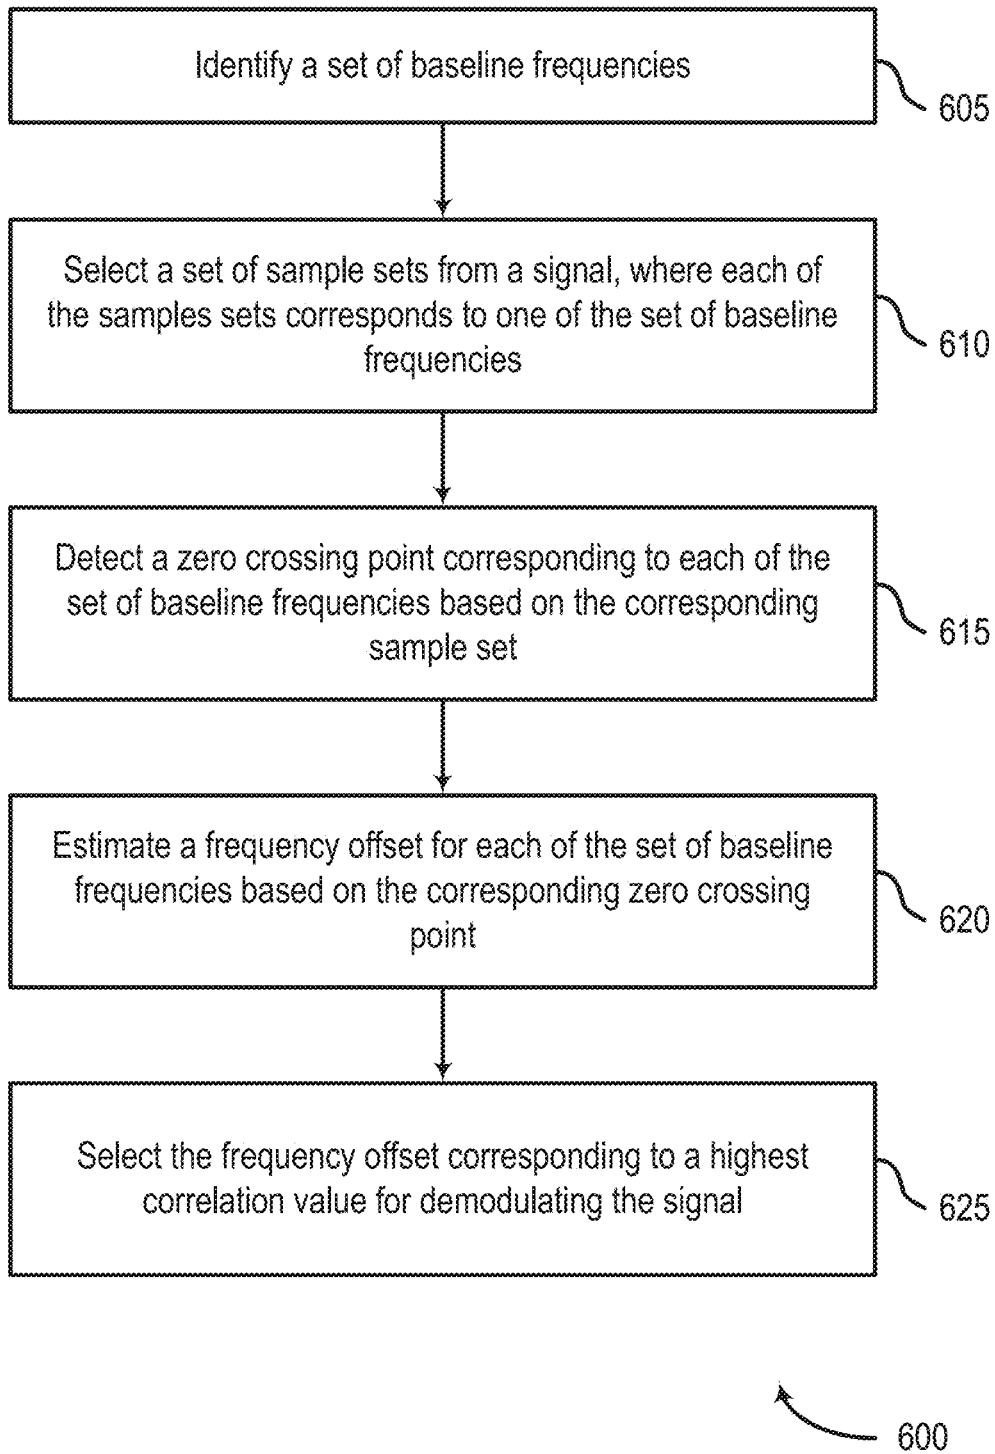 Identify a set of baseline frequencies
605
Select a set of sample sets from a signal, where each of
the samples sets corresponds to one of the set of baseline
frequencies
610
Detect a zero crossing point corresponding to each of the
set of baseline frequencies based on the corresponding
sample set
615
Estimate a frequency offset for each of the set of baseline
frequencies based on the corresponding zero crossing
point
620
Select the frequency offset corresponding to a highest
correlation value for demodulating the signal
625
600